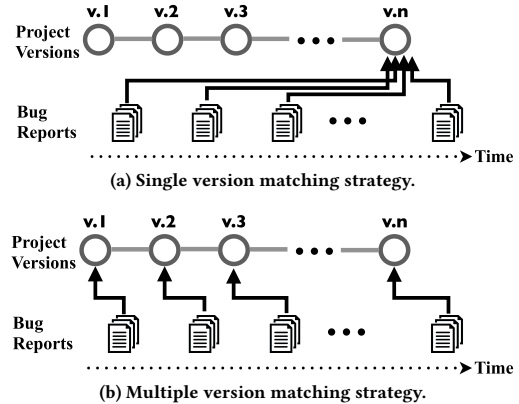 v.1 v.2 v.3 v.n
Project
Versions
Bug
Reports
Time
(a) Single version matching strategy.
v.1 v.2 v.3 v.n
Project
Versions
Bug
Reports
Time
(b) Multiple version matching strategy.